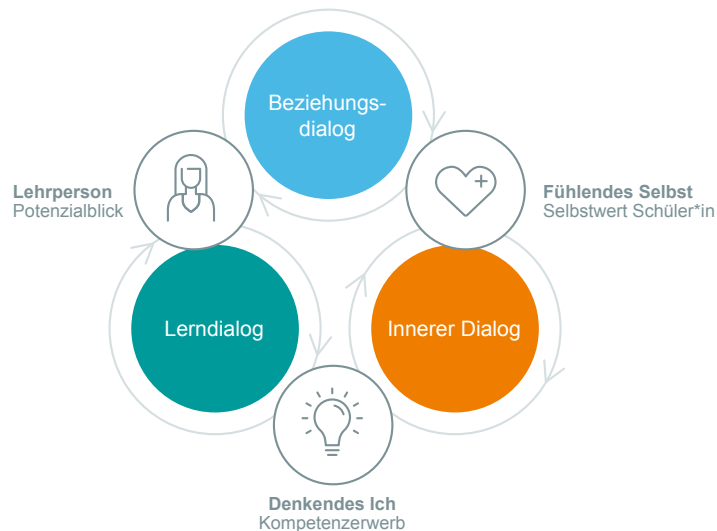 Beziehungs-
dialog
Lehrperson
Potenzialblick
Fühlendes Selbst
Selbstwert Schüler*in
Lerndialog
Innerer Dialog
Denkendes Ich
Kompetenzerwerb